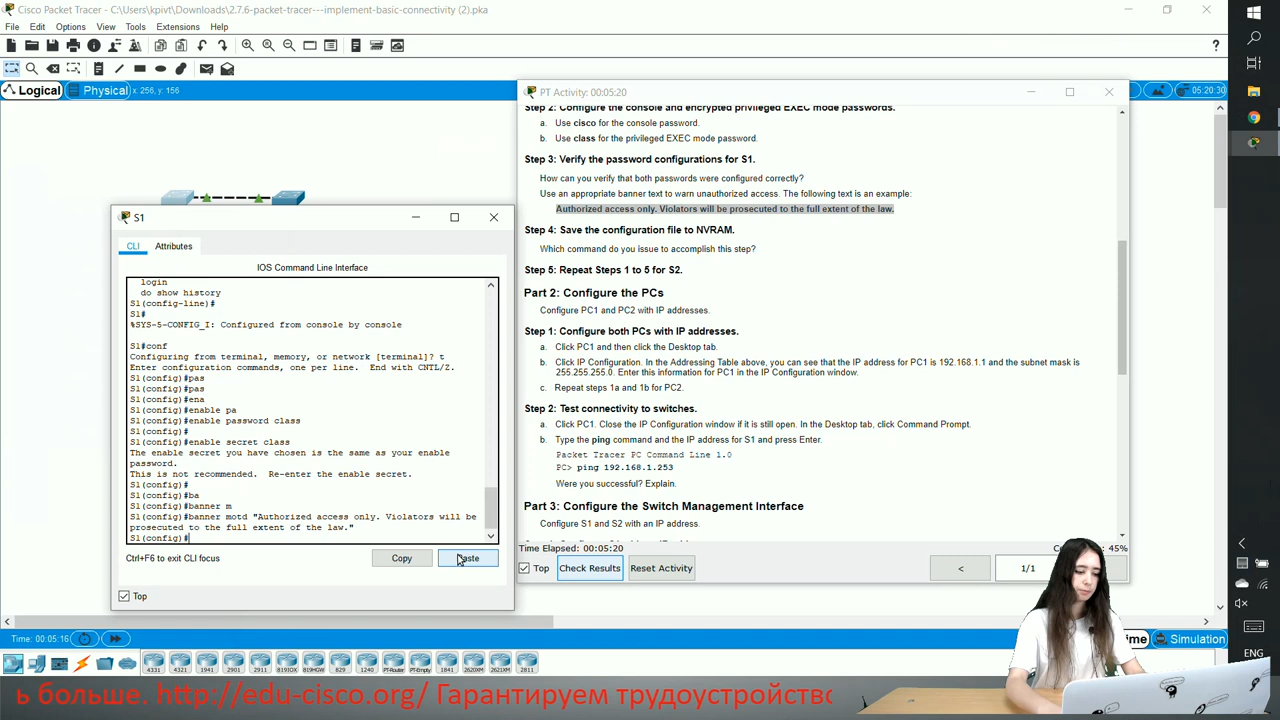 Cisco Packet Tracer - C:\Users\kpivt\Downloads\2.7.6-packet-tracer---implement-basic-connectivity (2).pka
File Edit Options View Tools Extensions Help
Logical Physical x: 256, y: 156
05:20:30
PT Activity: 00:05:20
Step 2: Configure the console and encrypted privileged EXEC mode passwords.
a. Use cisco for the console password.
b. Use class for the privileged EXEC mode password.
Step 3: Verify the password configurations for S1.
How can you verify that both passwords were configured correctly?
Use an appropriate banner text to warn unauthorized access. The following text is an example:
Authorized access only. Violators will be prosecuted to the full extent of the law.
Step 4: Save the configuration file to NVRAM.
Which command do you issue to accomplish this step?
Step 5: Repeat Steps 1 to 5 for S2.
Part 2: Configure the PCs
Configure PC1 and PC2 with IP addresses.
Step 1: Configure both PCs with IP addresses.
a. Click PC1 and then click the Desktop tab.
b. Click IP Configuration. In the Addressing Table above, you can see that the IP address for PC1 is 192.168.1.1 and the subnet mask is
255.255.255.0. Enter this information for PC1 in the IP Configuration window.
c. Repeat steps 1a and 1b for PC2.
Step 2: Test connectivity to switches.
a. Click PC1. Close the IP Configuration window if it is still open. In the Desktop tab, click Command Prompt.
b. Type the ping command and the IP address for S1 and press Enter.
Packet Tracer PC Command Line 1.0
PC> ping 192.168.1.253
Were you successful? Explain.
Part 3: Configure the Switch Management Interface
Configure S1 and S2 with an IP address.
Time Elapsed: 00:05:20
45%
Top Check Results Reset Activity < 1/1
S1
CLI Attributes
IOS Command Line Interface
login
do show history
S1(config-line)#
S1#
%SYS-5-CONFIG_I: Configured from console by console
S1#conf
Configuring from terminal, memory, or network [terminal]? t
Enter configuration commands, one per line. End with CNTL/Z.
S1(config)#pas
S1(config)#pas
S1(config)#ena
S1(config)#enable pa
S1(config)#enable password class
S1(config)#
S1(config)#enable secret class
The enable secret you have chosen is the same as your enable
password.
This is not recommended. Re-enter the enable secret.
S1(config)#
S1(config)#ba
S1(config)#banner m
S1(config)#banner motd "Authorized access only. Violators will be
prosecuted to the full extent of the law."
S1(config)#
Ctrl+F6 to exit CLI focus Copy
Top
Time: 00:05:16
Simulation
4331 4321 1941 2901 2911 819IOX 819HGW 829 1240 PT-Router PT-Empty 1841 2620XM 2621XM 2811
ENG
ь больше. http://edu-cisco.org/ Гарантируем трудоустройство